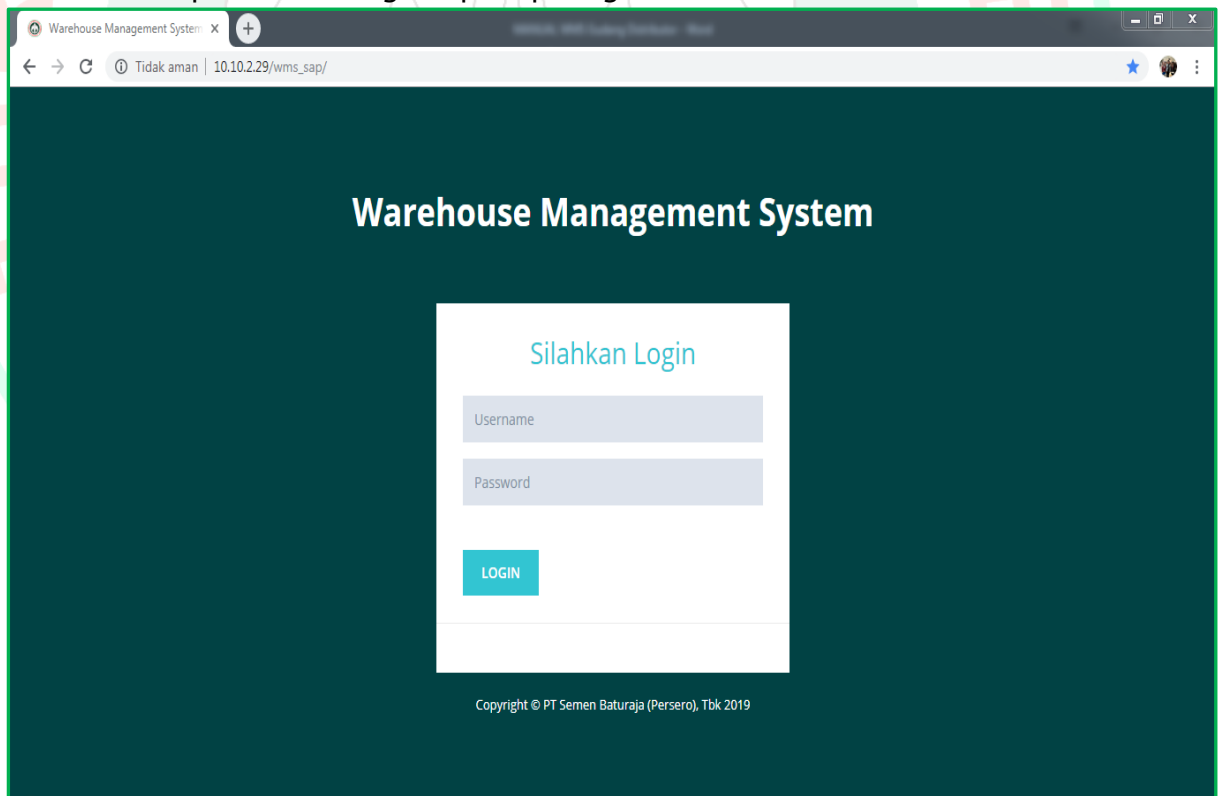 Warehouse Management System
Tidak aman | 10.10.2.29/wms_sap/
Warehouse Management System
Silahkan Login
Username
Password
LOGIN
Copyright © PT Semen Baturaja (Persero), Tbk 2019